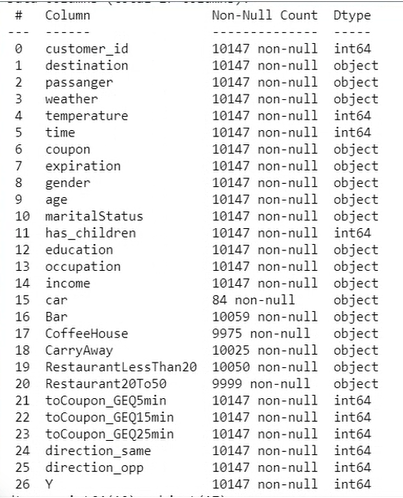 # Column Non-Null Count Dtype
--- ------ -------------- -----
0 customer_id 10147 non-null int64
1 destination 10147 non-null object
2 passanger 10147 non-null object
3 weather 10147 non-null object
4 temperature 10147 non-null int64
5 time 10147 non-null int64
6 coupon 10147 non-null object
7 expiration 10147 non-null object
8 gender 10147 non-null object
9 age 10147 non-null object
10 maritalStatus 10147 non-null object
11 has_children 10147 non-null int64
12 education 10147 non-null object
13 occupation 10147 non-null object
14 income 10147 non-null object
15 car 84 non-null object
16 Bar 10059 non-null object
17 CoffeeHouse 9975 non-null object
18 CarryAway 10025 non-null object
19 RestaurantLessThan20 10050 non-null object
20 Restaurant20To50 9999 non-null object
21 toCoupon_GEQ5min 10147 non-null int64
22 toCoupon_GEQ15min 10147 non-null int64
23 toCoupon_GEQ25min 10147 non-null int64
24 direction_same 10147 non-null int64
25 direction_opp 10147 non-null int64
26 Y 10147 non-null int64